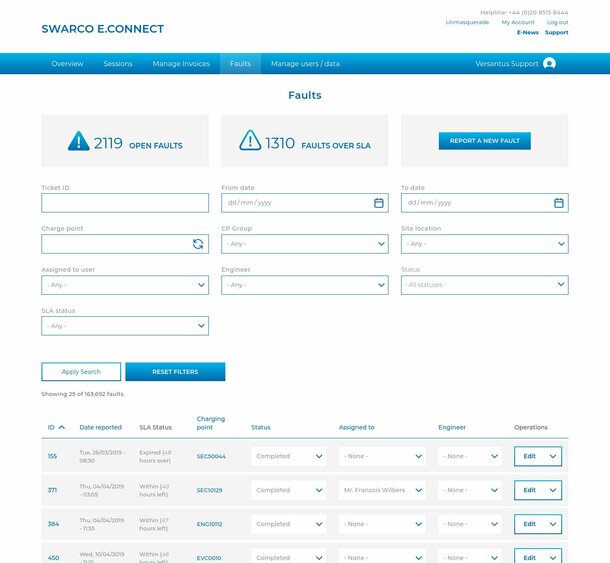 Helpline: +44 (0)20 8515 8444
SWARCO E.CONNECT
Unmasquerade My Account Log out
E-News Support
Overview Sessions Manage Invoices Faults Manage users / data Versantus Support
Faults
2119 OPEN FAULTS 1310 FAULTS OVER SLA REPORT A NEW FAULT
Ticket ID From date To date
dd / mm / yyyy dd / mm / yyyy
Charge point CP Group Site location
- Any - - Any -
Assigned to user Engineer Status
- Any - - Any - - All statuses -
SLA status
- Any -
Apply Search RESET FILTERS
Showing 25 of 163,692 faults
ID Date reported SLA Status Charging point Status Assigned to Engineer Operations
155 Tue, 26/03/2019 - 08:50 Expired (48 hours over) SEC50044 Completed - None - - None - Edit
371 Thu, 04/04/2019 - 03:05 Within (40 hours left) SEC10129 Completed Mr. Francois Wilbers - None - Edit
384 Thu, 04/04/2019 - 11:55 Within (47 hours left) ENG10112 Completed - None - - None - Edit
450 Wed, 10/04/2019 Within (46 EVC0010 Completed - None - - None - Edit